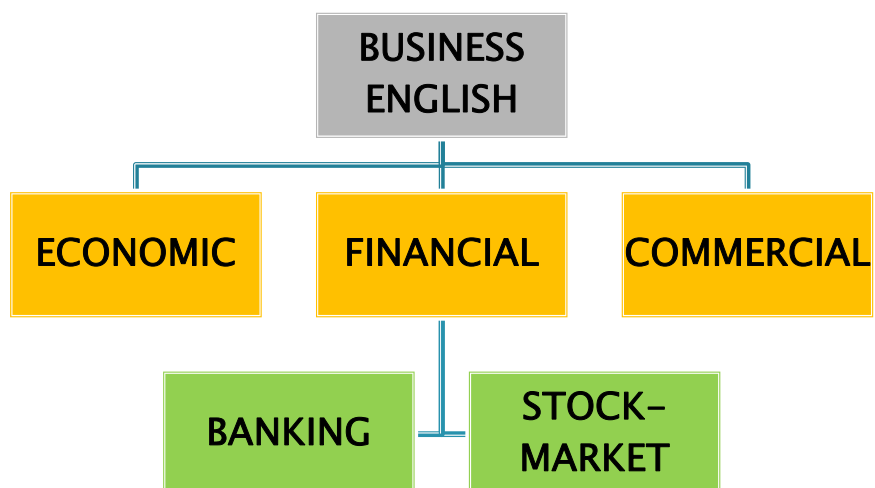 BUSINESS
ENGLISH
ECONOMIC
FINANCIAL
COMMERCIAL
BANKING
STOCK-
MARKET